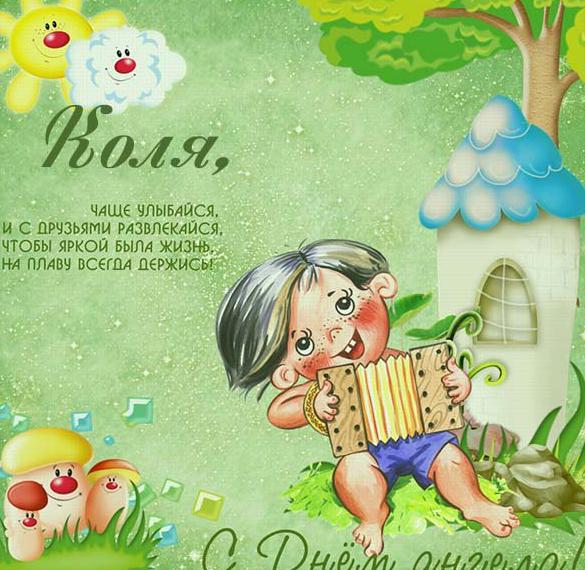 Коля,
ЧАЩЕ УЛЫБАЙСЯ,
И С ДРУЗЬЯМИ РАЗВЛЕКАЙСЯ,
ЧТОБЫ ЯРКОЙ БЫЛА ЖИЗНЬ,
НА ПЛАВУ ВСЕГДА ДЕРЖИСЬ!
С Днём ангела!